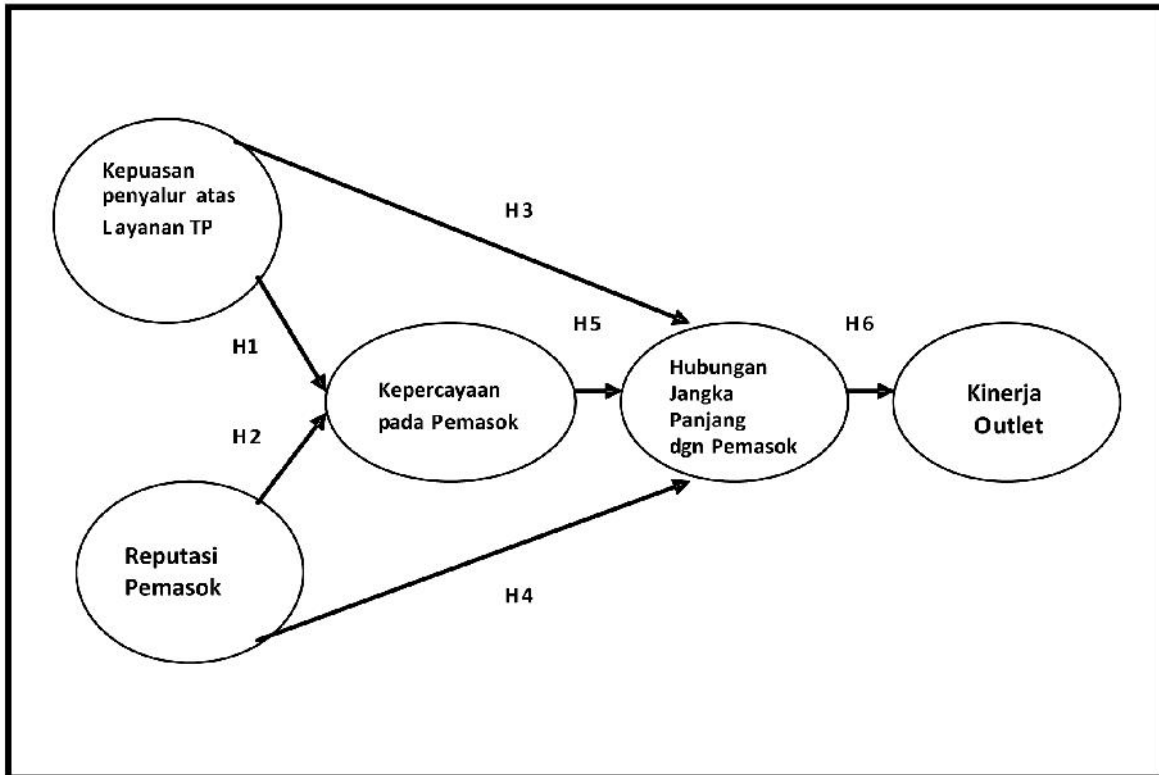 Kepuasan
penyalur atas
Layanan TP
H3
H1
H5
H6
Kepercayaan
pada Pemasok
Hubungan
Jangka
Panjang
dgn Pemasok
Kinerja
Outlet
H2
Reputasi
Pemasok
H4